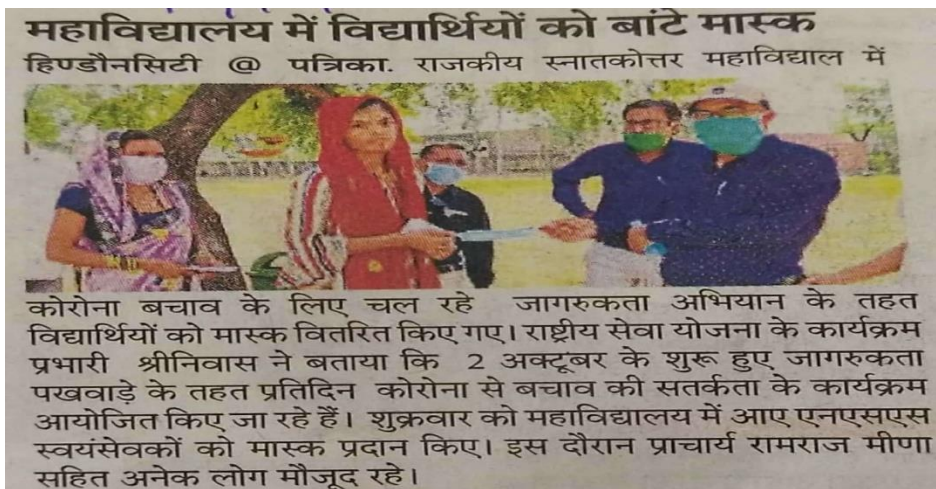 महाविद्यालय में विद्यार्थियों को बांटे मास्क
हिण्डौनसिटी @ पत्रिका. राजकीय स्नातकोत्तर महाविद्याल में
कोरोना बचाव के लिए चल रहे जागरुकता अभियान के तहत
विद्यार्थियों को मास्क वितरित किए गए। राष्ट्रीय सेवा योजना के कार्यक्रम
प्रभारी श्रीनिवास ने बताया कि 2 अक्टूबर के शुरू हुए जागरुकता
पखवाड़े के तहत प्रतिदिन कोरोना से बचाव की सतर्कता के कार्यक्रम
आयोजित किए जा रहे हैं। शुक्रवार को महाविद्यालय में आए एनएसएस
स्वयंसेवकों को मास्क प्रदान किए। इस दौरान प्राचार्य रामराज मीणा
सहित अनेक लोग मौजूद रहे।